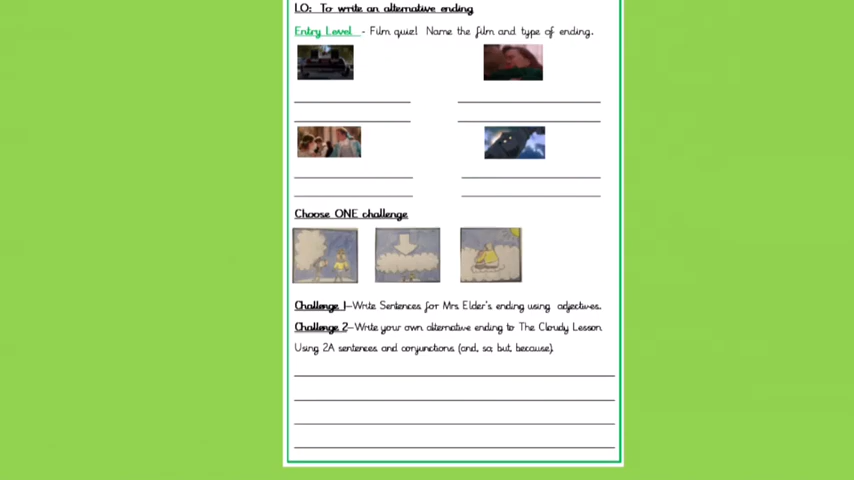 LO: To write an alternative ending
Entry Level - Film quiz! Name the film and type of ending.
Choose ONE challenge
Challenge 1-Write Sentences for Mrs Elder's ending using adjectives.
Challenge 2-Write your own alternative ending to The Cloudy Lesson
Using 2A sentences and conjunctions (and, so, but, because).